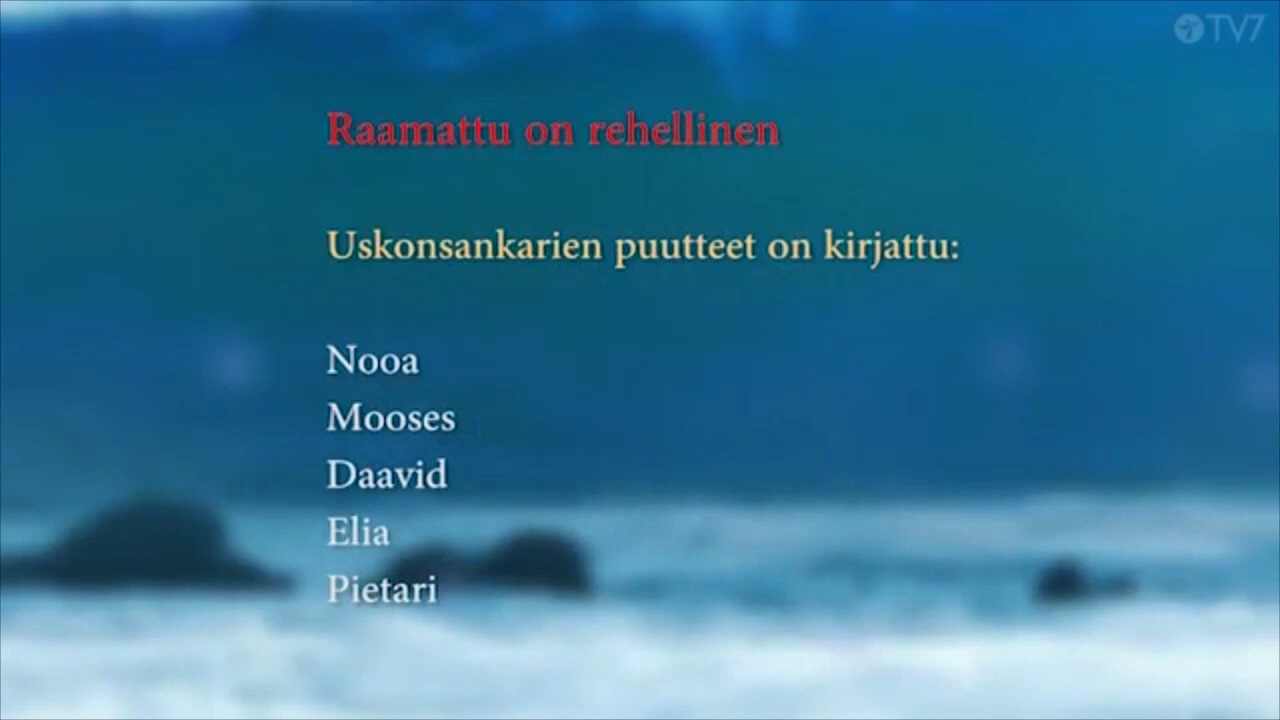 TV7
Raamattu on rehellinen
Uskonsankarien puutteet on kirjattu:
Nooa
Mooses
Daavid
Elia
Pietari